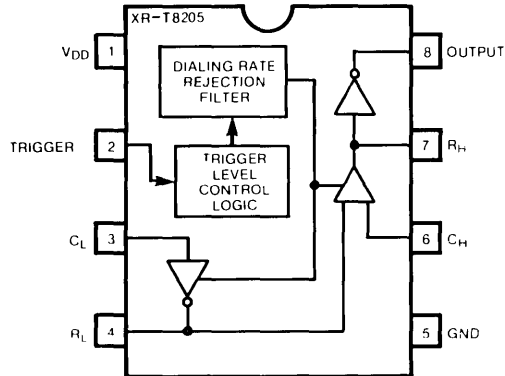 XR-T8205
VDD 1
8 OUTPUT
DIALING RATE
REJECTION
FILTER
TRIGGER 2
7 RH
TRIGGER
LEVEL
CONTROL
LOGIC
CL 3
6 CH
RL 4
5 GND